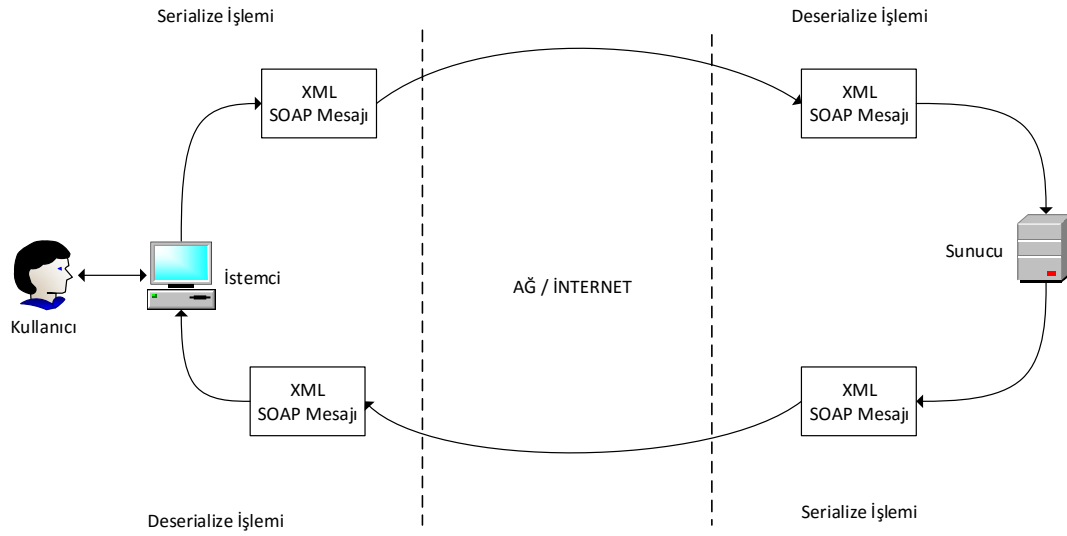 Serialize İşlemi
Deserialize İşlemi
XML
SOAP Mesajı
XML
SOAP Mesajı
Kullanıcı
İstemci
AĞ / İNTERNET
Sunucu
XML
SOAP Mesajı
XML
SOAP Mesajı
Deserialize İşlemi
Serialize İşlemi